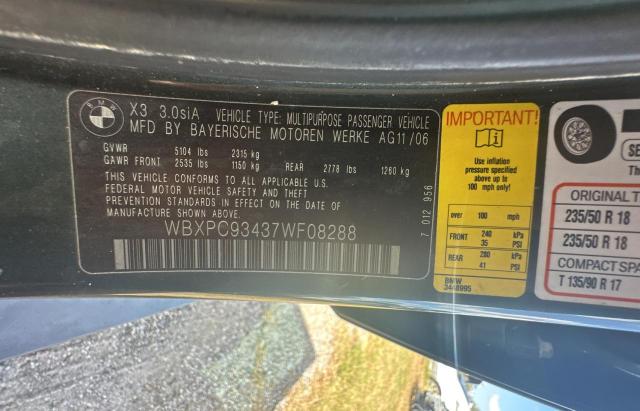 BMW
X3 3.0siA VEHICLE TYPE: MULTIPURPOSE PASSENGER VEHICLE
MFD BY BAYERISCHE MOTOREN WERKE AG11/06
GVWR 5104 lbs 2315 kg
GAWR FRONT 2535 lbs 1150 kg REAR 2778 lbs 1260 kg
THIS VEHICLE CONFORMS TO ALL APPLICABLE U.S.
FEDERAL MOTOR VEHICLE SAFETY AND THEFT
PREVENTION STANDARDS IN EFFECT ON THE DATE
OF MANUFACTURE SHOWN ABOVE.
WBXPC93437WF08288
7 012 956
IMPORTANT!
Use inflation
pressure specified
above up to
100 mph only!
over 100 mph
FRONT 240 kPa
35 PSI
REAR 280 kPa
41 PSI
BMW
3448995
SE
The
ORIGINAL T
235/50 R 18
235/50 R 18
COMPACT SPA
T 135/90 R 17